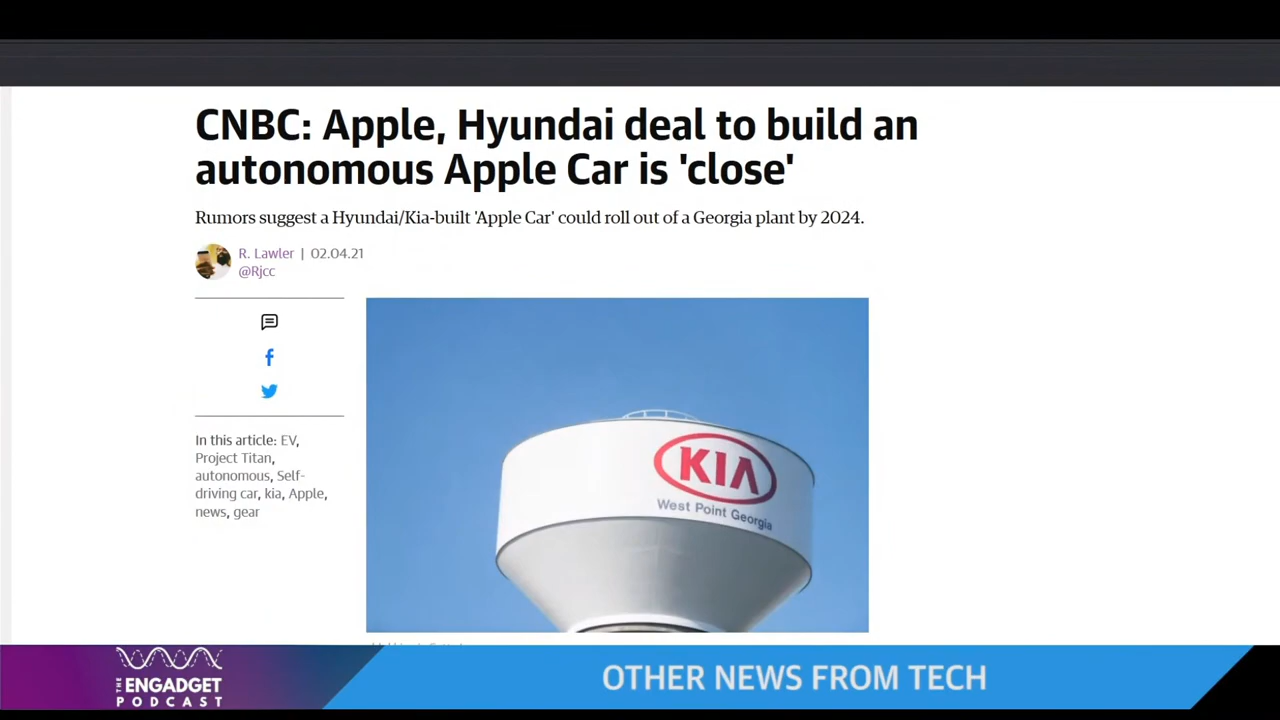 CNBC: Apple, Hyundai deal to build an
autonomous Apple Car is 'close'
Rumors suggest a Hyundai/Kia-built 'Apple Car' could roll out of a Georgia plant by 2024.
R. Lawler | 02.04.21
@Rjcc
In this article: EV,
Project Titan,
autonomous, Self-
driving car, kia, Apple,
news, gear
KIA
West Point Georgia
THE ENGADGET
PODCAST
OTHER NEWS FROM TECH